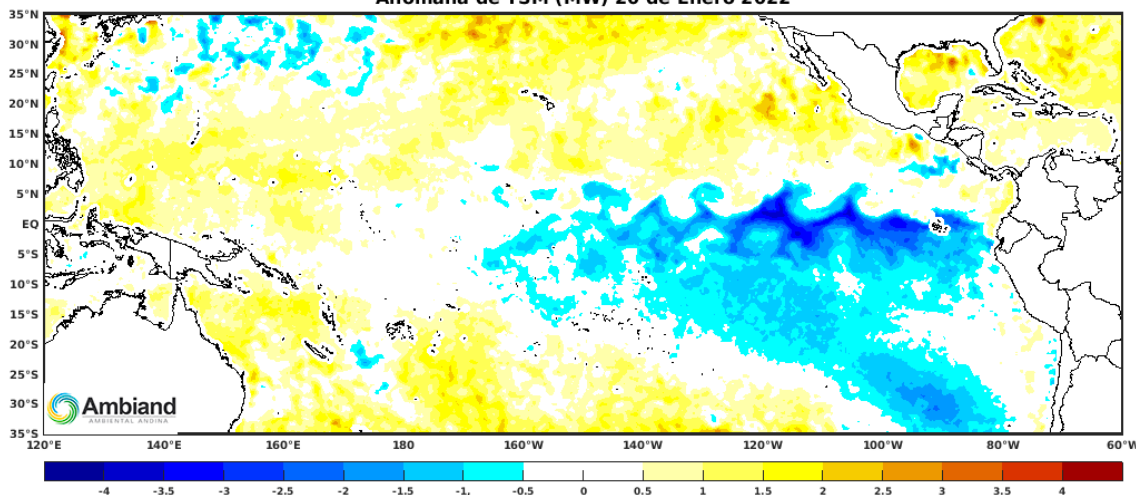 Anomalía de TSM (MW) 20 de Enero 2022
35°N
30°N
25°N
20°N
15°N
10°N
5°N
EQ
5°S
10°S
15°S
20°S
25°S
30°S
35°S
Ambiand
AMBIENTAL ANDINA
120°E 140°E 160°E 180 160°W 140°W 120°W 100°W 80°W 60°W
-4 -3.5 -3 -2.5 -2 -1.5 -1. -0.5 0 0.5 1 1.5 2 2.5 3 3.5 4